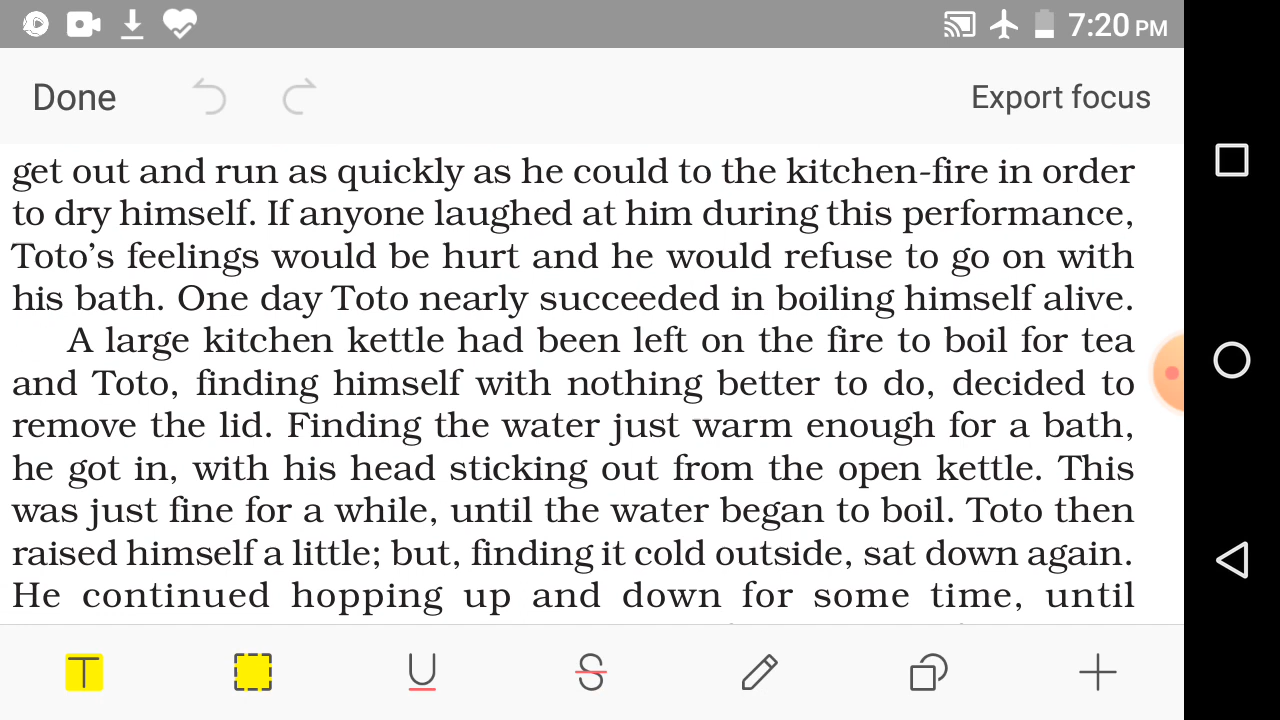 7:20 PM
Done
Export focus
get out and run as quickly as he could to the kitchen-fire in order
to dry himself. If anyone laughed at him during this performance,
Toto's feelings would be hurt and he would refuse to go on with
his bath. One day Toto nearly succeeded in boiling himself alive.
A large kitchen kettle had been left on the fire to boil for tea
and Toto, finding himself with nothing better to do, decided to
remove the lid. Finding the water just warm enough for a bath,
he got in, with his head sticking out from the open kettle. This
was just fine for a while, until the water began to boil. Toto then
raised himself a little; but, finding it cold outside, sat down again.
He continued hopping up and down for some time, until
T
U
S